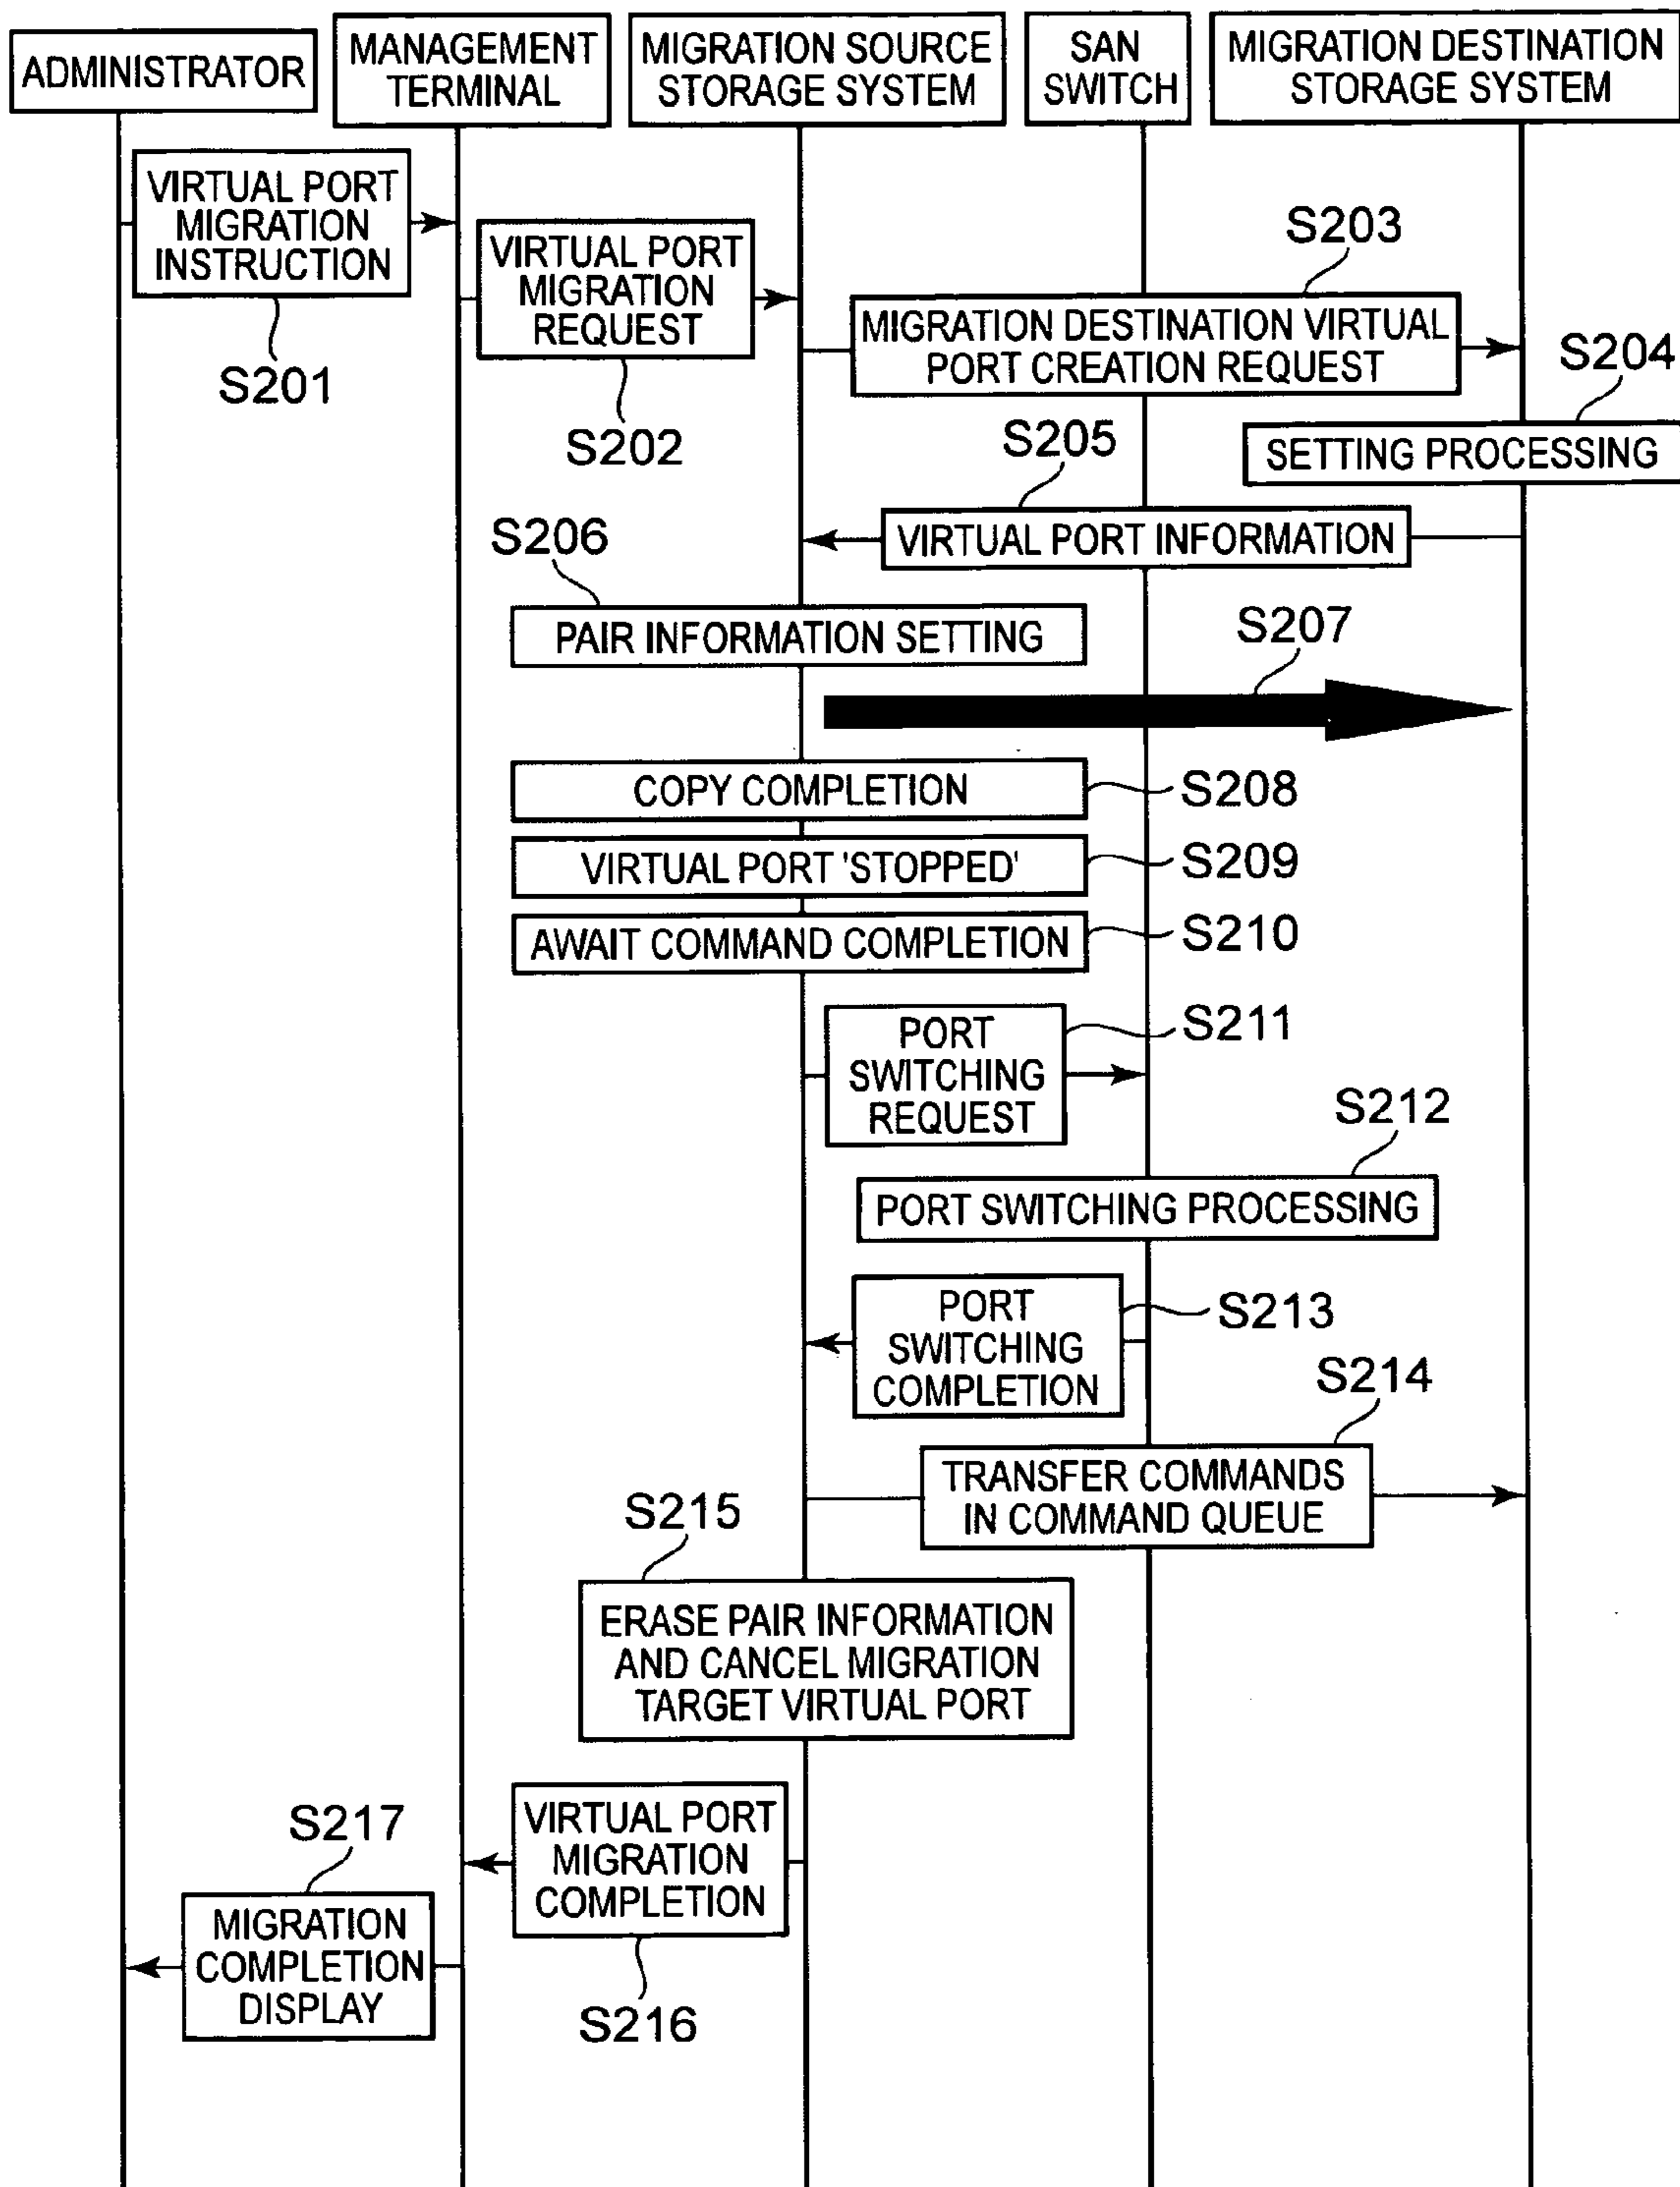 ADMINISTRATOR
MANAGEMENT
TERMINAL
MIGRATION SOURCE
STORAGE SYSTEM
SAN
SWITCH
MIGRATION DESTINATION
STORAGE SYSTEM
VIRTUAL PORT
MIGRATION
INSTRUCTION
S201
VIRTUAL PORT
MIGRATION
REQUEST
S202
S203
MIGRATION DESTINATION VIRTUAL
PORT CREATION REQUEST
S204
SETTING PROCESSING
S205
VIRTUAL PORT INFORMATION
S206
PAIR INFORMATION SETTING
S207
COPY COMPLETION
S208
VIRTUAL PORT 'STOPPED'
S209
AWAIT COMMAND COMPLETION
S210
PORT
SWITCHING
REQUEST
S211
S212
PORT SWITCHING PROCESSING
PORT
SWITCHING
COMPLETION
S213
S214
TRANSFER COMMANDS
IN COMMAND QUEUE
S215
ERASE PAIR INFORMATION
AND CANCEL MIGRATION
TARGET VIRTUAL PORT
VIRTUAL PORT
MIGRATION
COMPLETION
S216
S217
MIGRATION
COMPLETION
DISPLAY